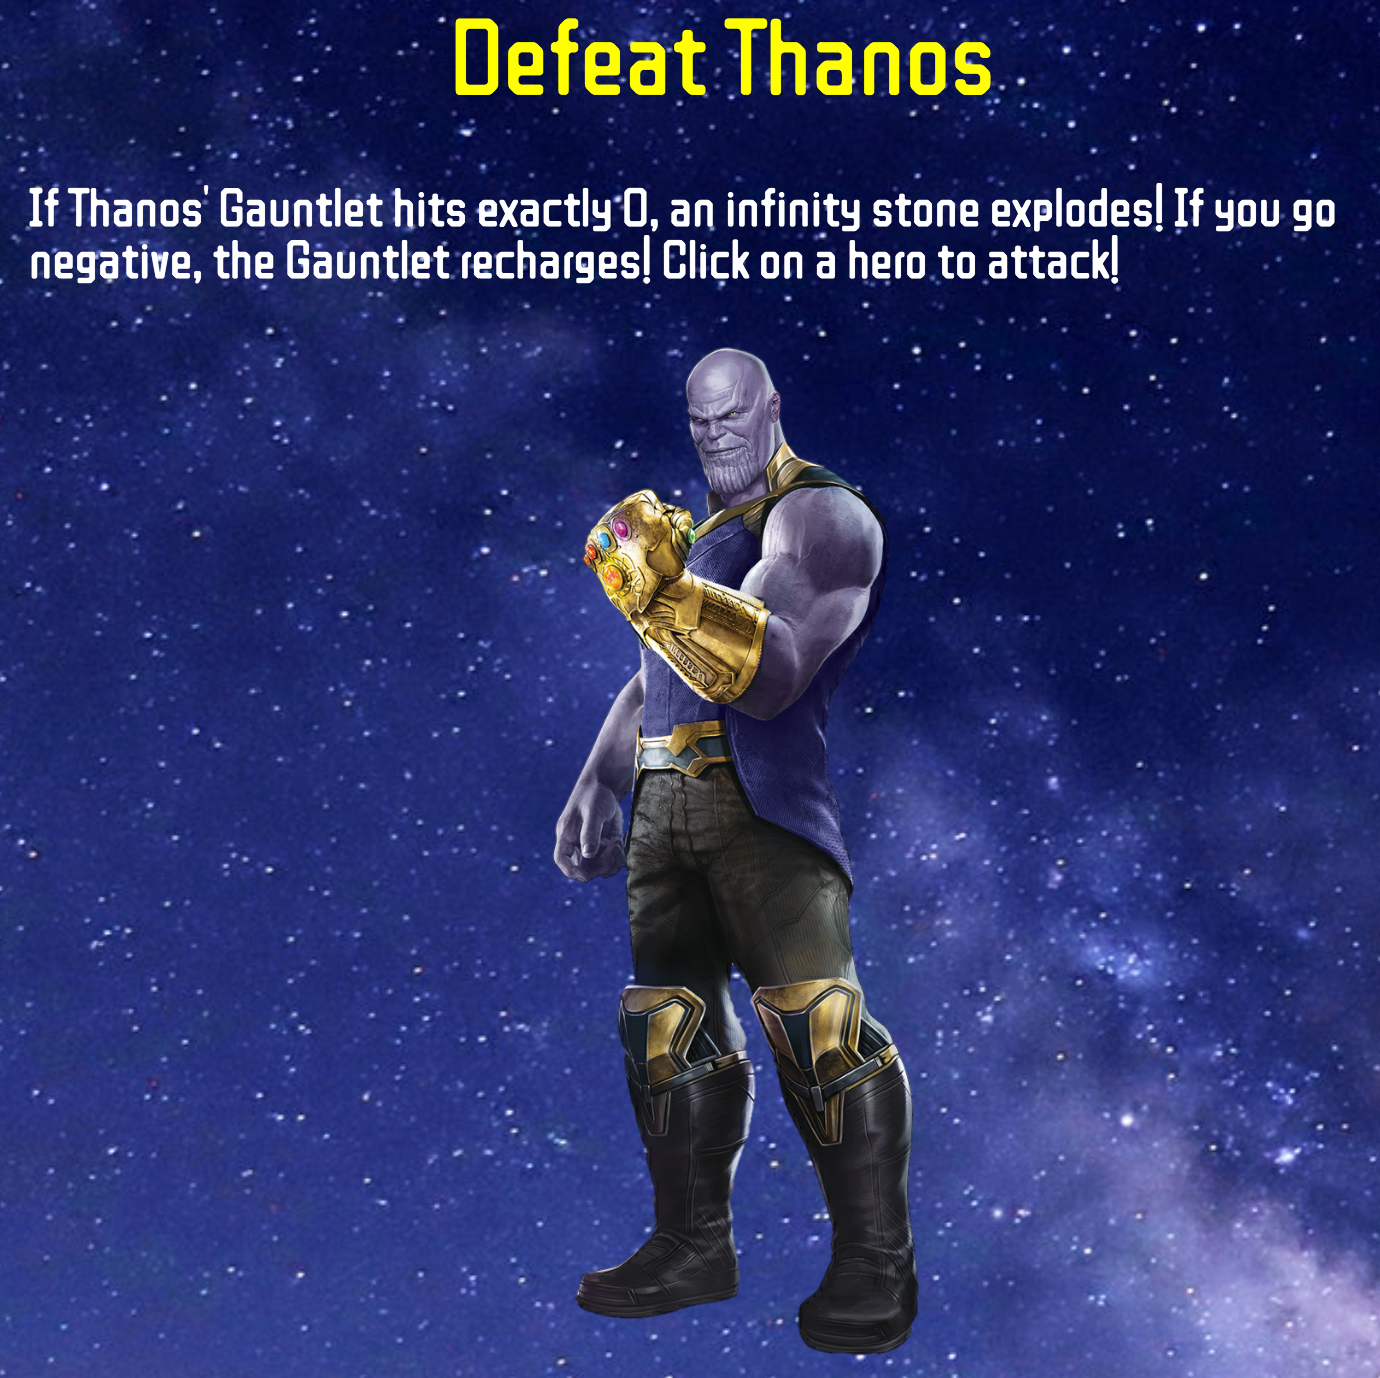 Defeat Thanos
If Thanos' Gauntlet hits exactly 0, an infinity stone explodes! If you go
negative, the Gauntlet recharges! Click on a hero to attack!